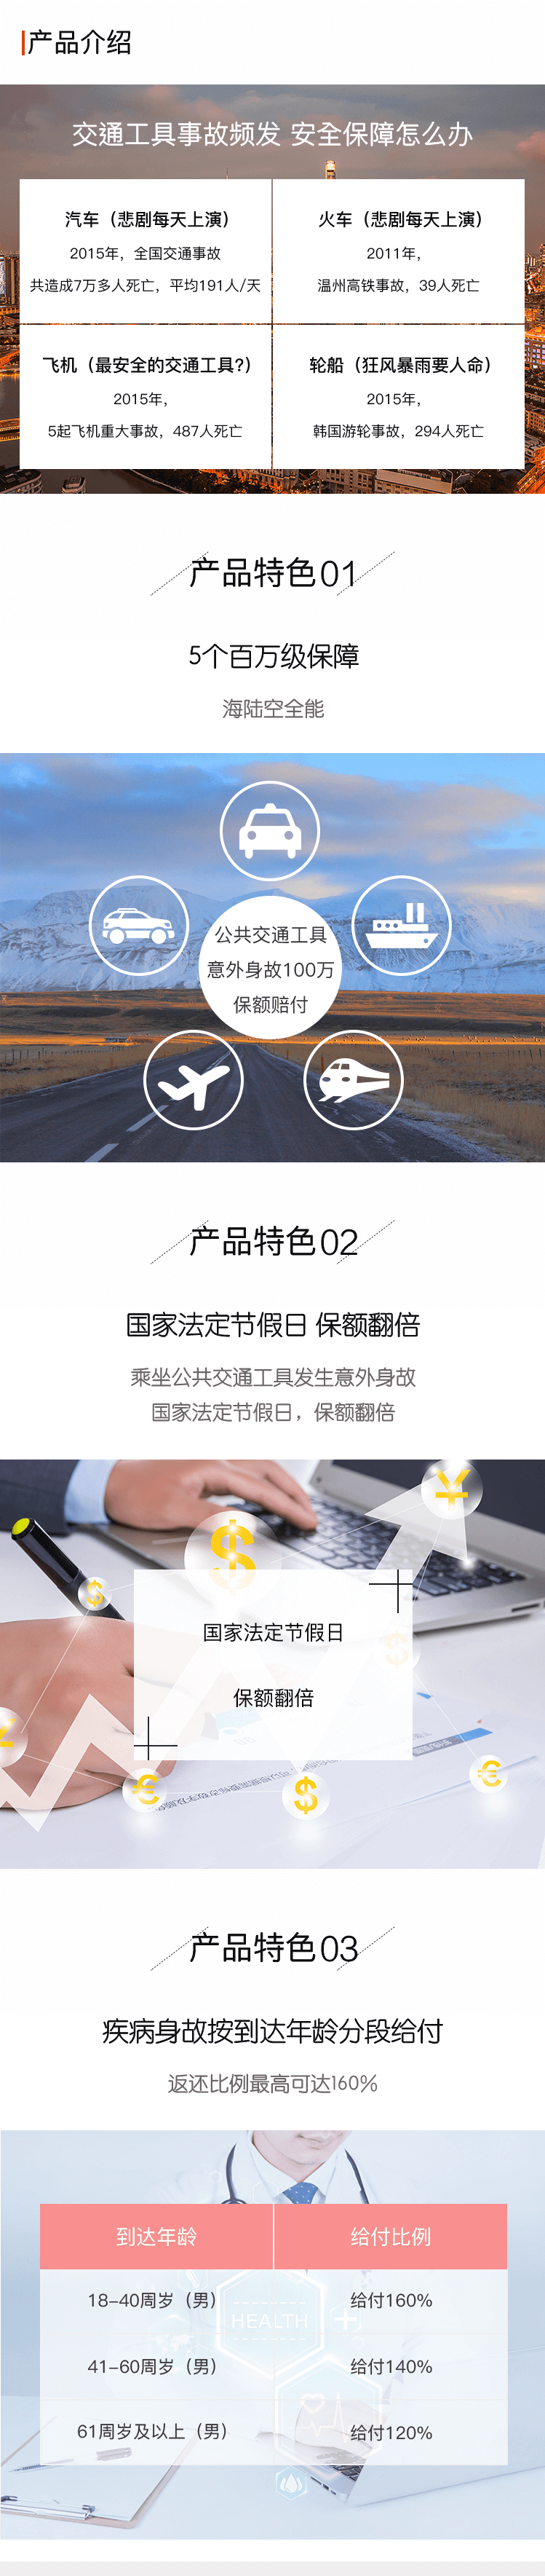 产品介绍
交通工具事故频发 安全保障怎么办
汽车（悲剧每天上演）
2015年，全国交通事故
共造成7万多人死亡，平均191人/天
火车（悲剧每天上演）
2011年，
温州高铁事故，39人死亡
飞机（最安全的交通工具?）
2015年，
5起飞机重大事故，487人死亡
轮船（狂风暴雨要人命）
2015年，
韩国游轮事故，294人死亡
产品特色01
5个百万级保障
海陆空全能
公共交通工具
意外身故100万
保额赔付
产品特色02
国家法定节假日 保额翻倍
乘坐公共交通工具发生意外身故
国家法定节假日，保额翻倍
国家法定节假日
保额翻倍
产品特色03
疾病身故按到达年龄分段给付
返还比例最高可达160%
到达年龄 给付比例
18-40周岁（男） 给付160%
HEALTH
41-60周岁（男） 给付140%
61周岁及以上（男） 给付120%